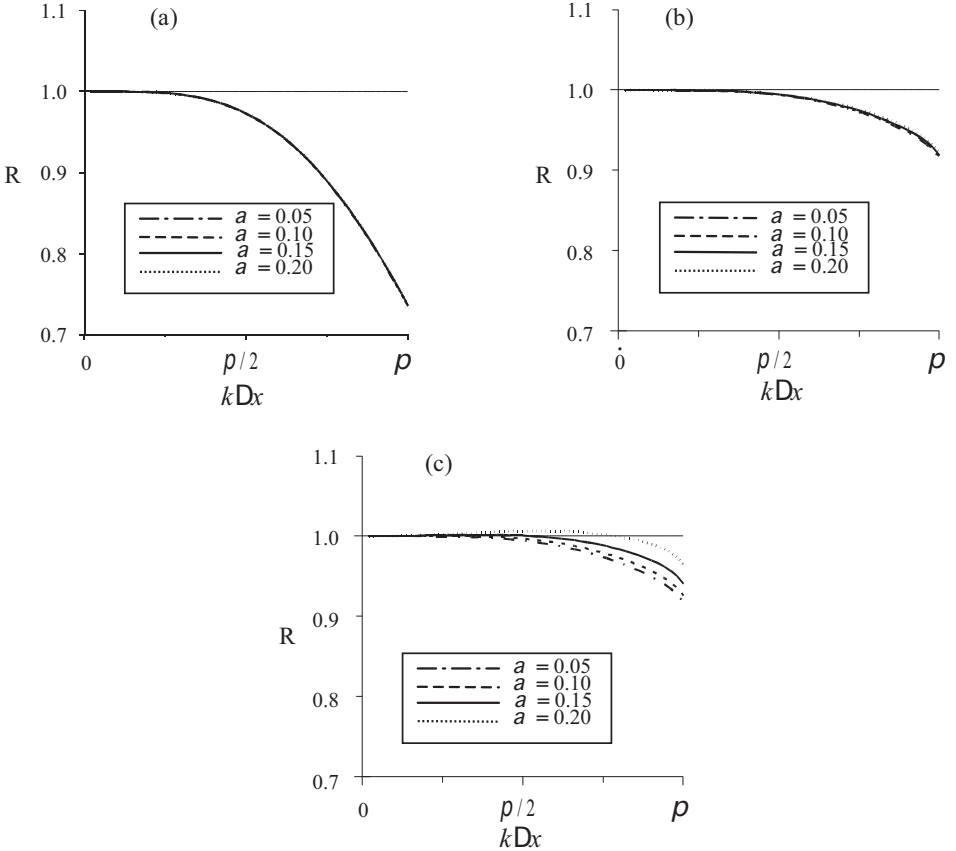 (a)
1.1
1.0
0.9
0.8
0.7
R
a = 0.05
a = 0.10
a = 0.15
a = 0.20
0
p / 2
p
kDx
(b)
1.1
1.0
0.9
0.8
0.7
R
a = 0.05
a = 0.10
a = 0.15
a = 0.20
0
p / 2
p
kDx
(c)
1.1
1.0
0.9
0.8
0.7
R
a = 0.05
a = 0.10
a = 0.15
a = 0.20
0
p / 2
p
kDx